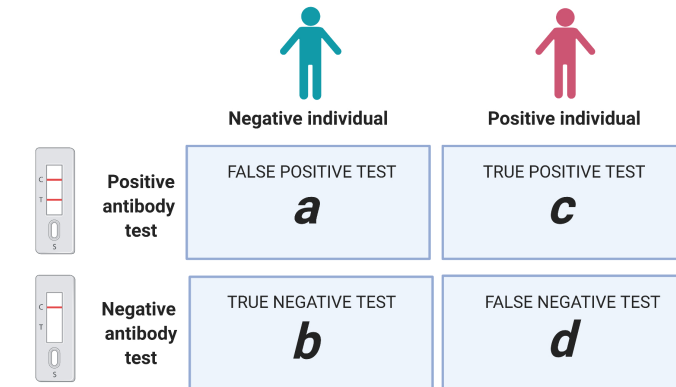 Negative individual
Positive individual
FALSE POSITIVE TEST
TRUE POSITIVE TEST
C
T
S
Positive
antibody
test
a
c
TRUE NEGATIVE TEST
FALSE NEGATIVE TEST
C
T
S
Negative
antibody
test
b
d